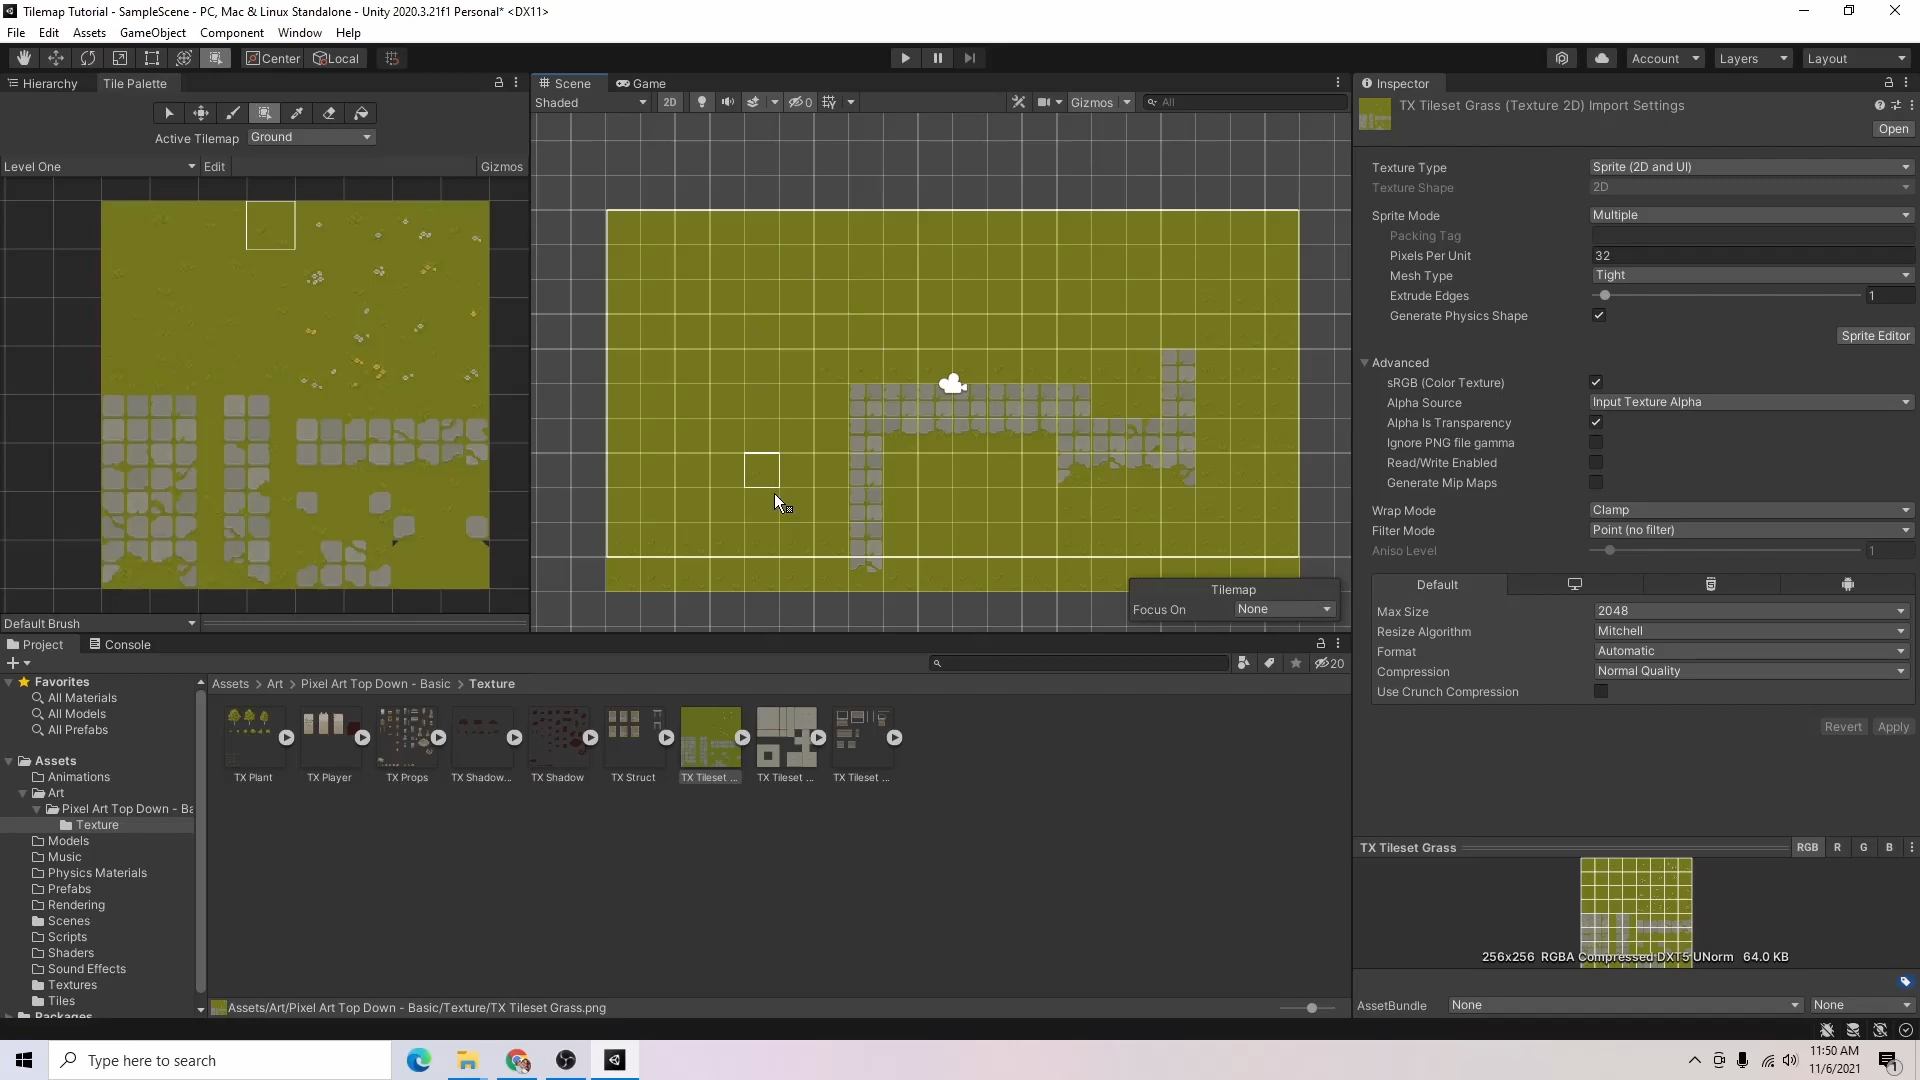 Tilemap Tutorial - SampleScene - PC, Mac & Linux Standalone - Unity 2020.3.21f1 Personal* <DX11>
File Edit Assets GameObject Component Window Help
Center Local Account Layers Layout
Hierarchy Tile Palette
Active Tilemap Ground
Level One Edit Gizmos
Default Brush
Scene Game
Shaded 2D 0 Gizmos All
Tilemap
Focus On None
Inspector
TX Tileset Grass (Texture 2D) Import Settings
Open
Texture Type Sprite (2D and UI)
Texture Shape 2D
Sprite Mode Multiple
Packing Tag
Pixels Per Unit 32
Mesh Type Tight
Extrude Edges 1
Generate Physics Shape
Sprite Editor
Advanced
sRGB (Color Texture)
Alpha Source Input Texture Alpha
Alpha Is Transparency
Ignore PNG file gamma
Read/Write Enabled
Generate Mip Maps
Wrap Mode Clamp
Filter Mode Point (no filter)
Aniso Level 1
Default
Max Size 2048
Resize Algorithm Mitchell
Format Automatic
Compression Normal Quality
Use Crunch Compression
Revert Apply
TX Tileset Grass RGB R G B
256x256 RGBA Compressed DXT5 UNorm 64.0 KB
AssetBundle None None
Project Console
20
Favorites
All Materials
All Models
All Prefabs
Assets
Animations
Art
Pixel Art Top Down - Ba
Texture
Models
Music
Physics Materials
Prefabs
Rendering
Scenes
Scripts
Shaders
Sound Effects
Textures
Tiles
Packages
Assets > Art > Pixel Art Top Down - Basic > Texture
TX Plant TX Player TX Props TX Shadow... TX Shadow TX Struct TX Tileset ... TX Tileset ... TX Tileset ...
Assets/Art/Pixel Art Top Down - Basic/Texture/TX Tileset Grass.png
Type here to search
11:50 AM
11/6/2021
1